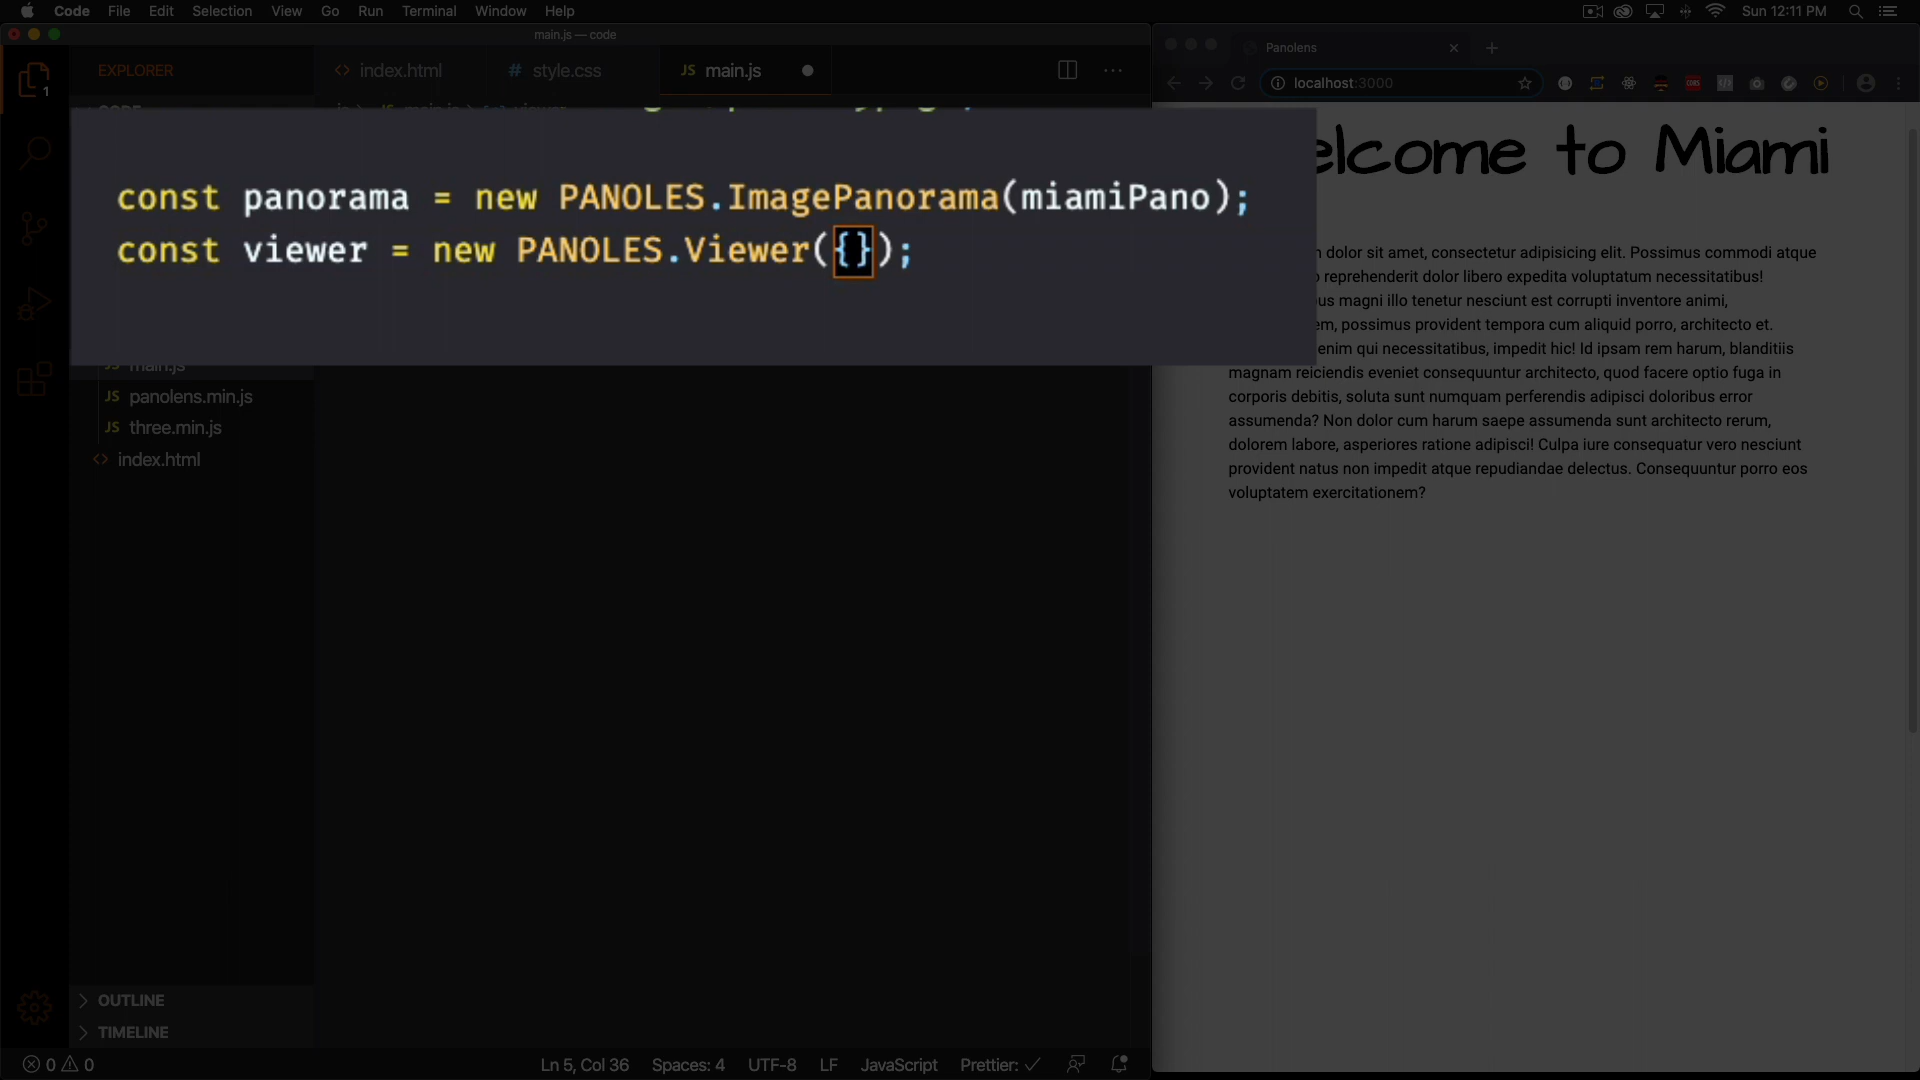 Code File Edit Selection View Go Run Terminal Window Help
Sun 12:11 PM
main.js — code
EXPLORER
1
<> index.html
# style.css
JS main.js
Panolens
localhost:3000
const panorama = new PANOLES.ImagePanorama(miamiPano);
const viewer = new PANOLES.Viewer({});
elcome to Miami
dolor sit amet, consectetur adipisicing elit. Possimus commodi atque
reprehenderit dolor libero expedita voluptatum necessitatibus!
us magni illo tenetur nesciunt est corrupti inventore animi,
em, possimus provident tempora cum aliquid porro, architecto et.
enim qui necessitatibus, impedit hic! Id ipsam rem harum, blanditiis
magnam reiciendis eveniet consequuntur architecto, quod facere optio fuga in
corporis debitis, soluta sunt numquam perferendis adipisci doloribus error
assumenda? Non dolor cum harum saepe assumenda sunt architecto rerum,
dolorem labore, asperiores ratione adipisci! Culpa iure consequatur vero nesciunt
provident natus non impedit atque repudiandae delectus. Consequuntur porro eos
voluptatem exercitationem?
JS main.js
JS panolens.min.js
JS three.min.js
<> index.html
OUTLINE
TIMELINE
0 0
Ln 5, Col 36
Spaces: 4
UTF-8
LF
JavaScript
Prettier: ✓